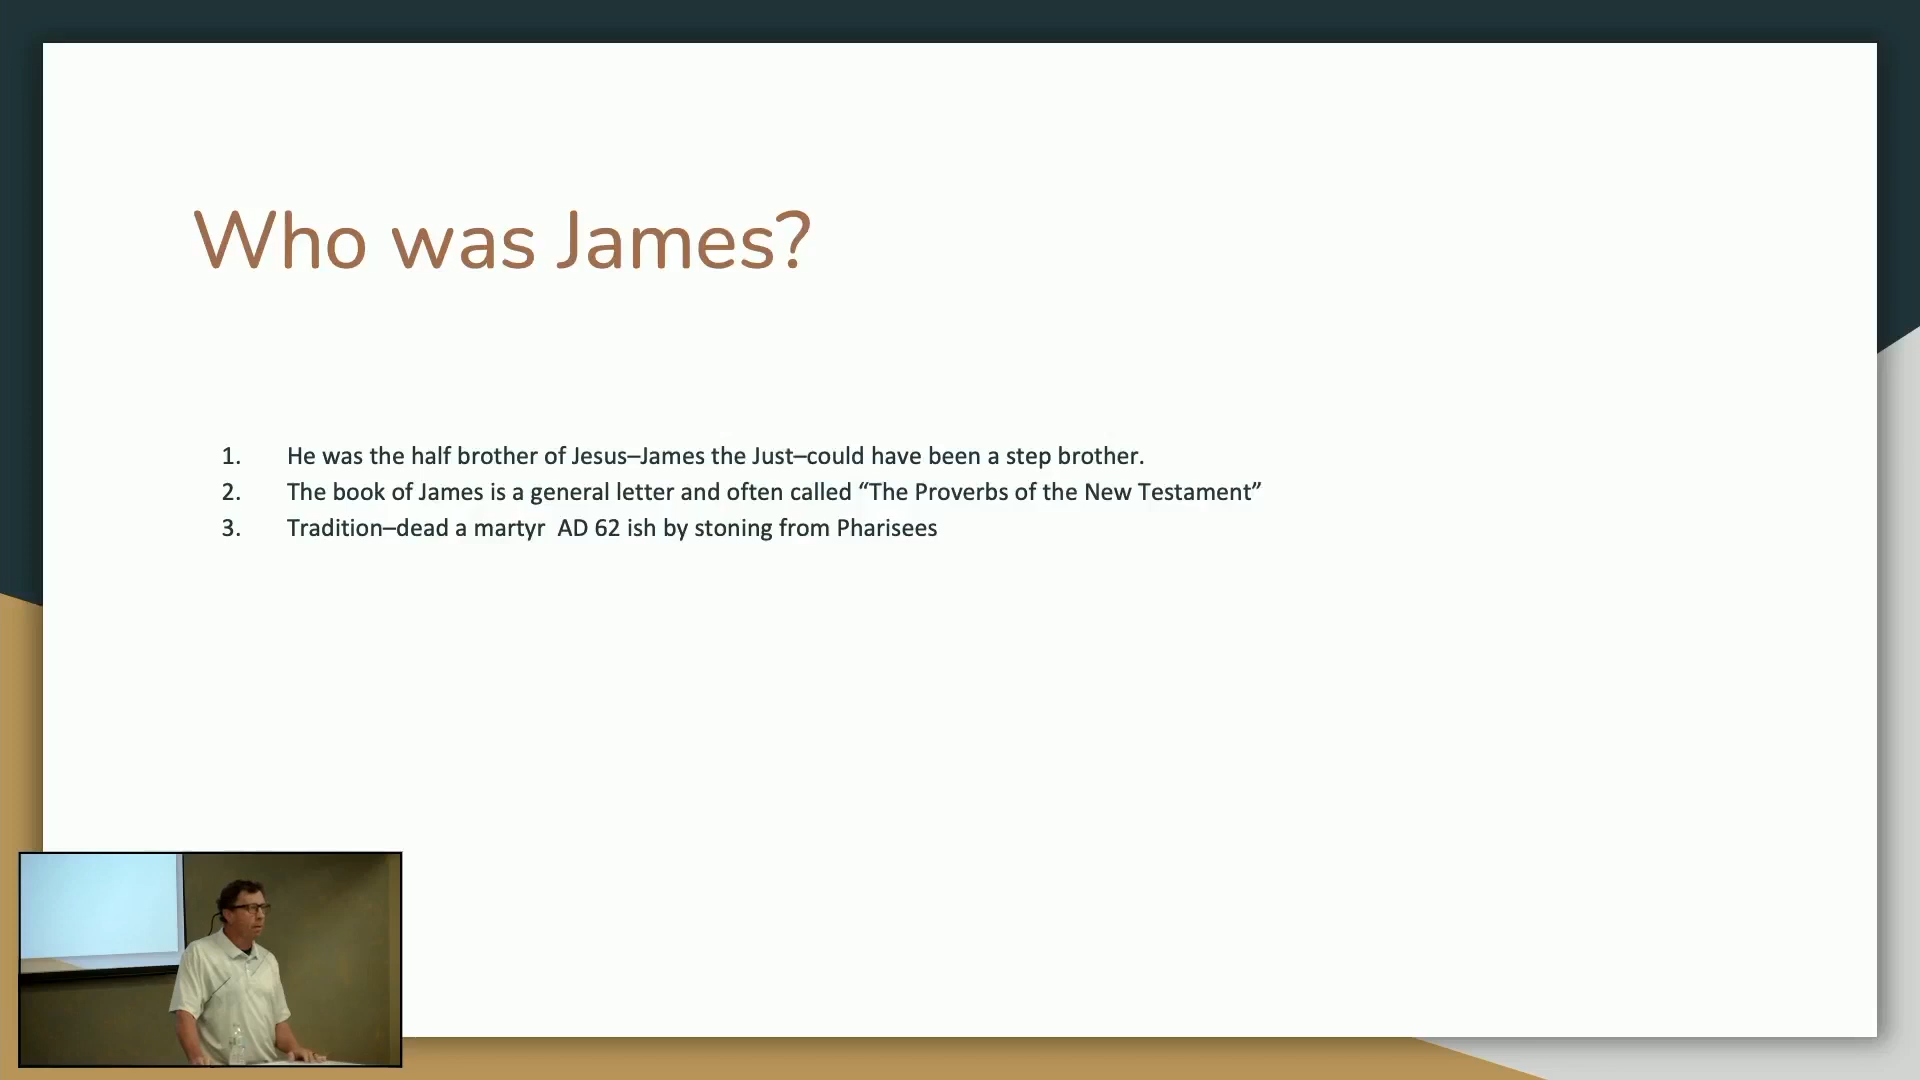 Who was James?
1. He was the half brother of Jesus–James the Just–could have been a step brother.
2. The book of James is a general letter and often called “The Proverbs of the New Testament”
3. Tradition–dead a martyr  AD 62 ish by stoning from Pharisees